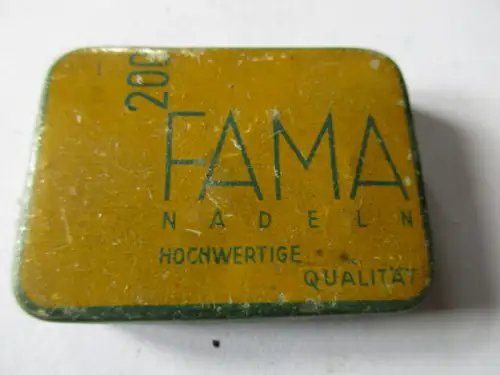 200
FAMA
NADELN
HOCHWERTIGE
QUALITÄT